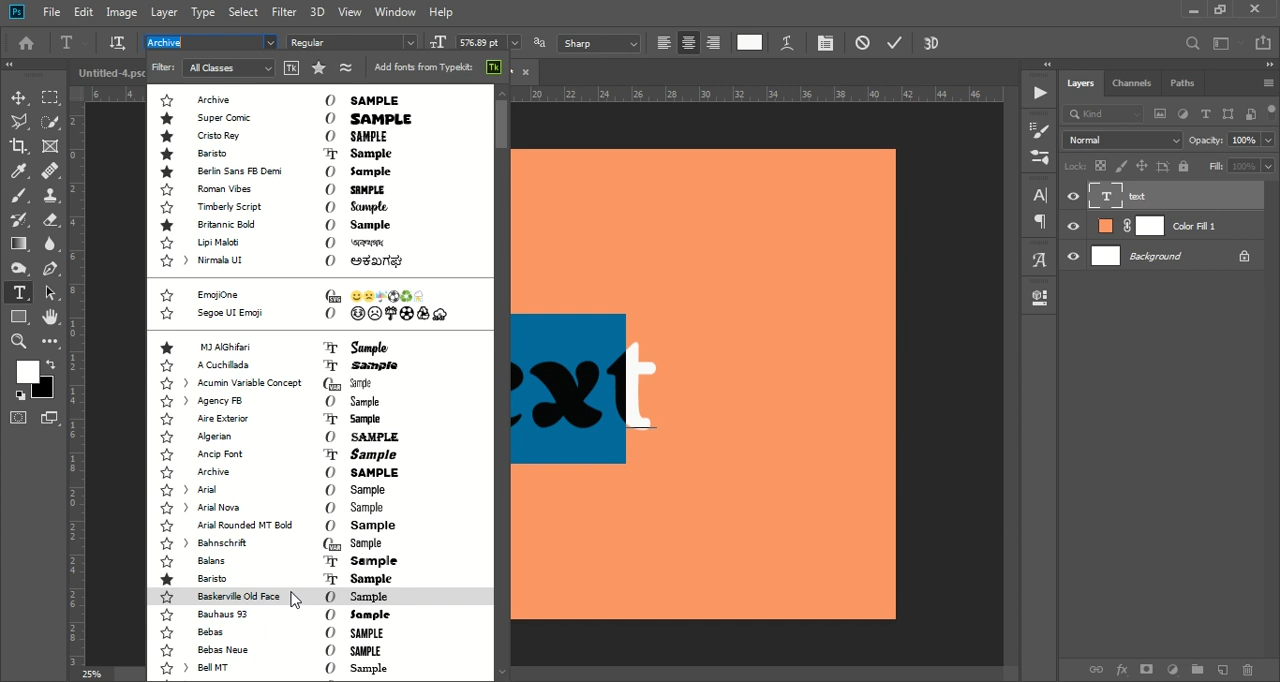 Ps File Edit Image Layer Type Select Filter 3D View Window Help
Archive Regular 576.89 pt Sharp 3D
Untitled-4.psd
Filter: All Classes Tk Add fonts from Typekit: Tk
Archive SAMPLE
Super Comic SAMPLE
Cristo Rey SAMPLE
Baristo Sample
Berlin Sans FB Demi Sample
Roman Vibes SAMPLE
Timberly Script Sample
Britannic Bold Sample
Lipi Maloti
Nirmala UI
EmojiOne
Segoe UI Emoji
MJ AlGhifari Sample
A Cuchillada Sample
Acumin Variable Concept Sample
Agency FB Sample
Aire Exterior Sample
Algerian SAMPLE
Ancip Font Sample
Archive SAMPLE
Arial Sample
Arial Nova Sample
Arial Rounded MT Bold Sample
Bahnschrift Sample
Balans Sample
Baristo Sample
Baskerville Old Face Sample
Bauhaus 93 Sample
Bebas SAMPLE
Bebas Neue SAMPLE
Bell MT Sample
6 4 20 22 24 26 28 30 32 34 36 38 40 42 44 46
ext
25%
Layers Channels Paths
Kind
Normal Opacity: 100%
Lock: Fill: 100%
text
Color Fill 1
Background